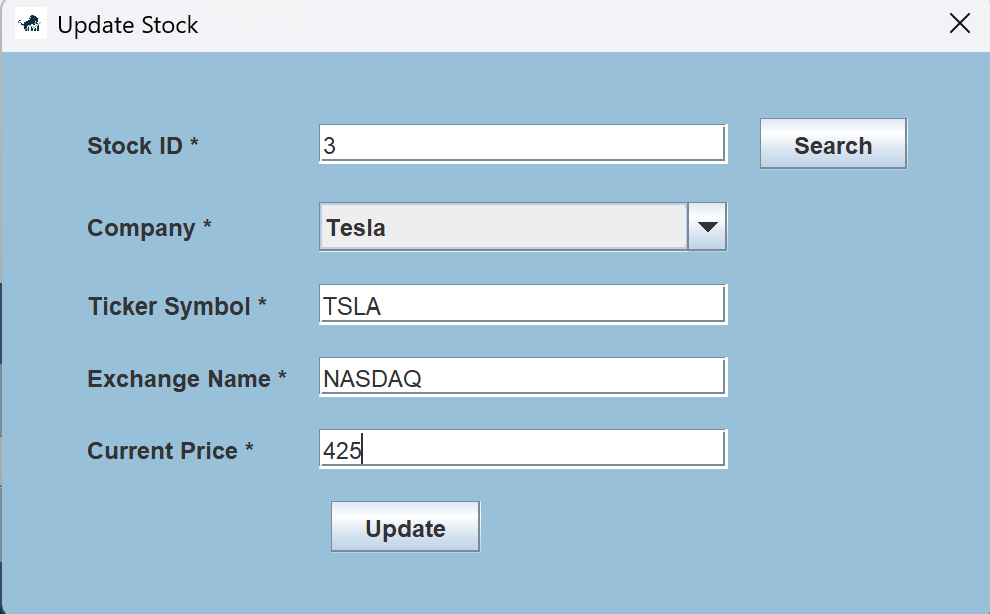 Update Stock
Stock ID * 3 Search
Company * Tesla
Ticker Symbol * TSLA
Exchange Name * NASDAQ
Current Price * 425
Update